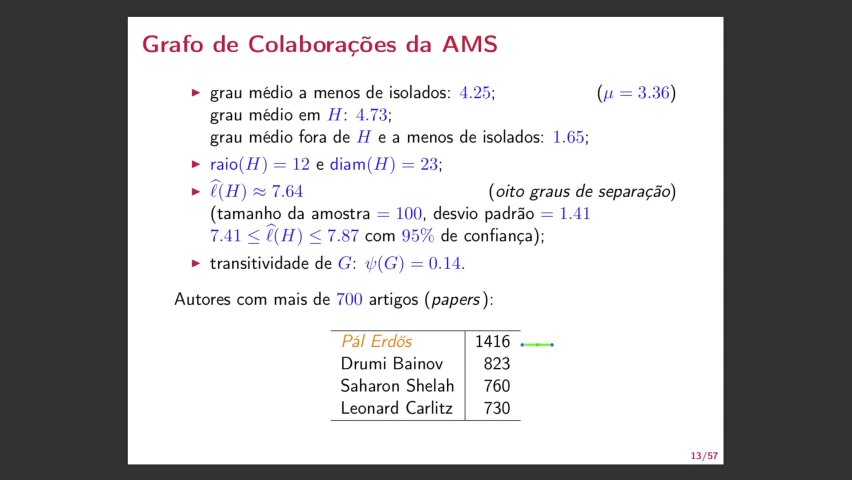 Grafo de Colaborações da AMS
▶ grau médio a menos de isolados: 4.25; (μ = 3.36)
grau médio em H: 4.73;
grau médio fora de H e a menos de isolados: 1.65;
▶ raio(H) = 12 e diam(H) = 23;
▶ ℓ̂(H) ≈ 7.64 (oito graus de separação)
(tamanho da amostra = 100, desvio padrão = 1.41
7.41 ≤ ℓ̂(H) ≤ 7.87 com 95% de confiança);
▶ transitividade de G: ψ(G) = 0.14.
Autores com mais de 700 artigos (papers):
Pál Erdős 1416
Drumi Bainov 823
Saharon Shelah 760
Leonard Carlitz 730
13/57